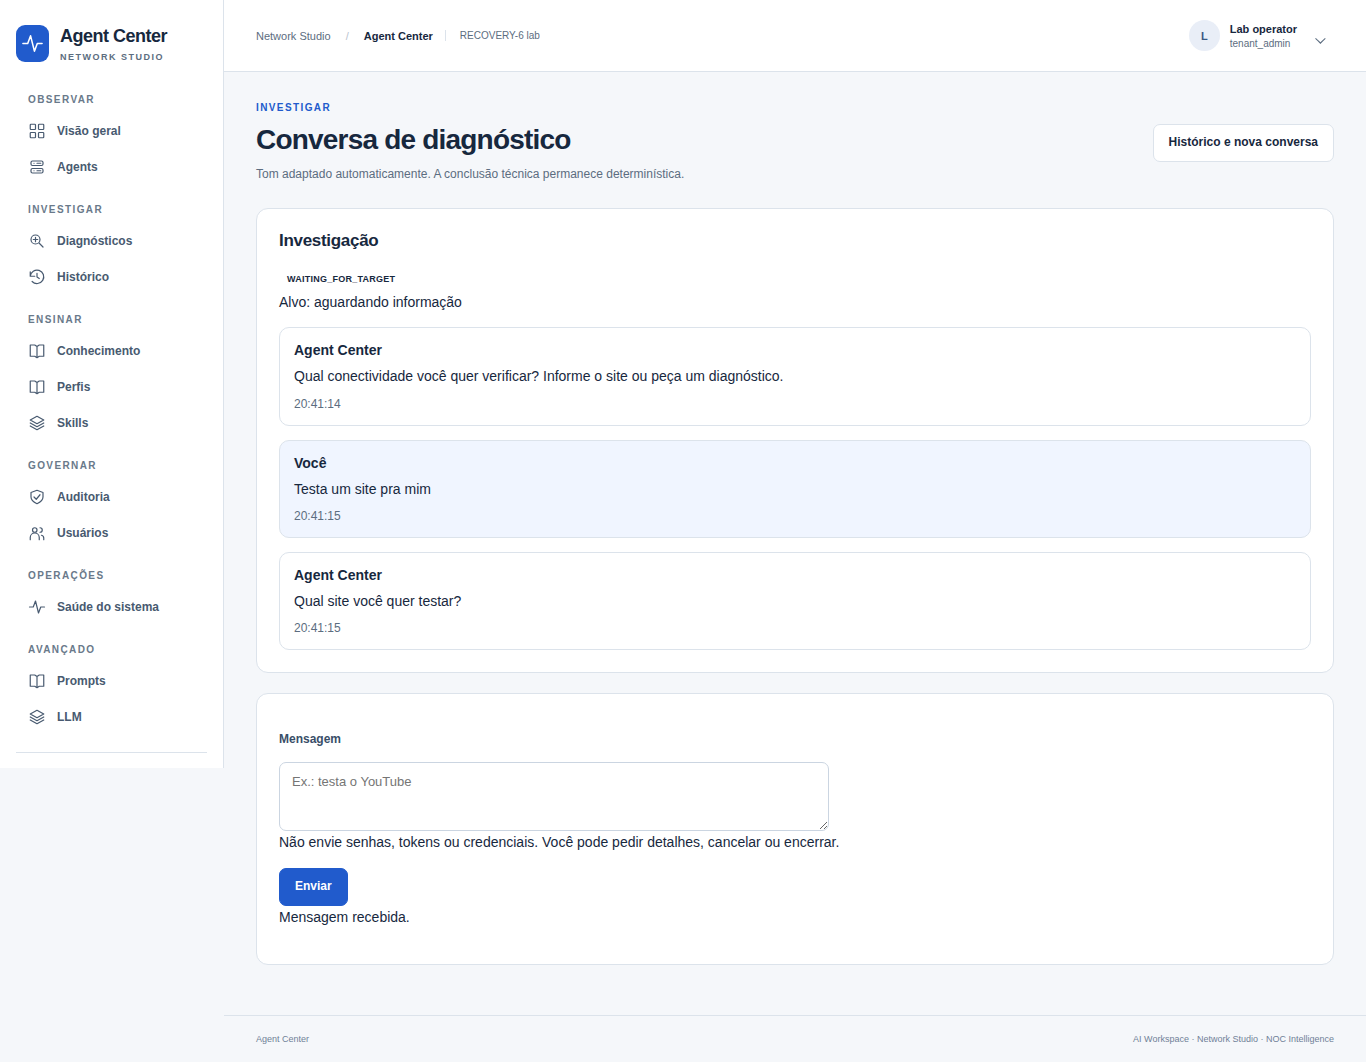 Agent Center
NETWORK STUDIO
OBSERVAR
Visão geral
Agents
INVESTIGAR
Diagnósticos
Histórico
ENSINAR
Conhecimento
Perfis
Skills
GOVERNAR
Auditoria
Usuários
OPERAÇÕES
Saúde do sistema
AVANÇADO
Prompts
LLM
Network Studio / Agent Center RECOVERY-6 lab
L
Lab operator
tenant_admin
INVESTIGAR
Conversa de diagnóstico
Tom adaptado automaticamente. A conclusão técnica permanece determinística.
Histórico e nova conversa
Investigação
WAITING_FOR_TARGET
Alvo: aguardando informação
Agent Center
Qual conectividade você quer verificar? Informe o site ou peça um diagnóstico.
20:41:14
Você
Testa um site pra mim
20:41:15
Agent Center
Qual site você quer testar?
20:41:15
Mensagem
Ex.: testa o YouTube
Não envie senhas, tokens ou credenciais. Você pode pedir detalhes, cancelar ou encerrar.
Enviar
Mensagem recebida.
Agent Center
AI Workspace · Network Studio · NOC Intelligence